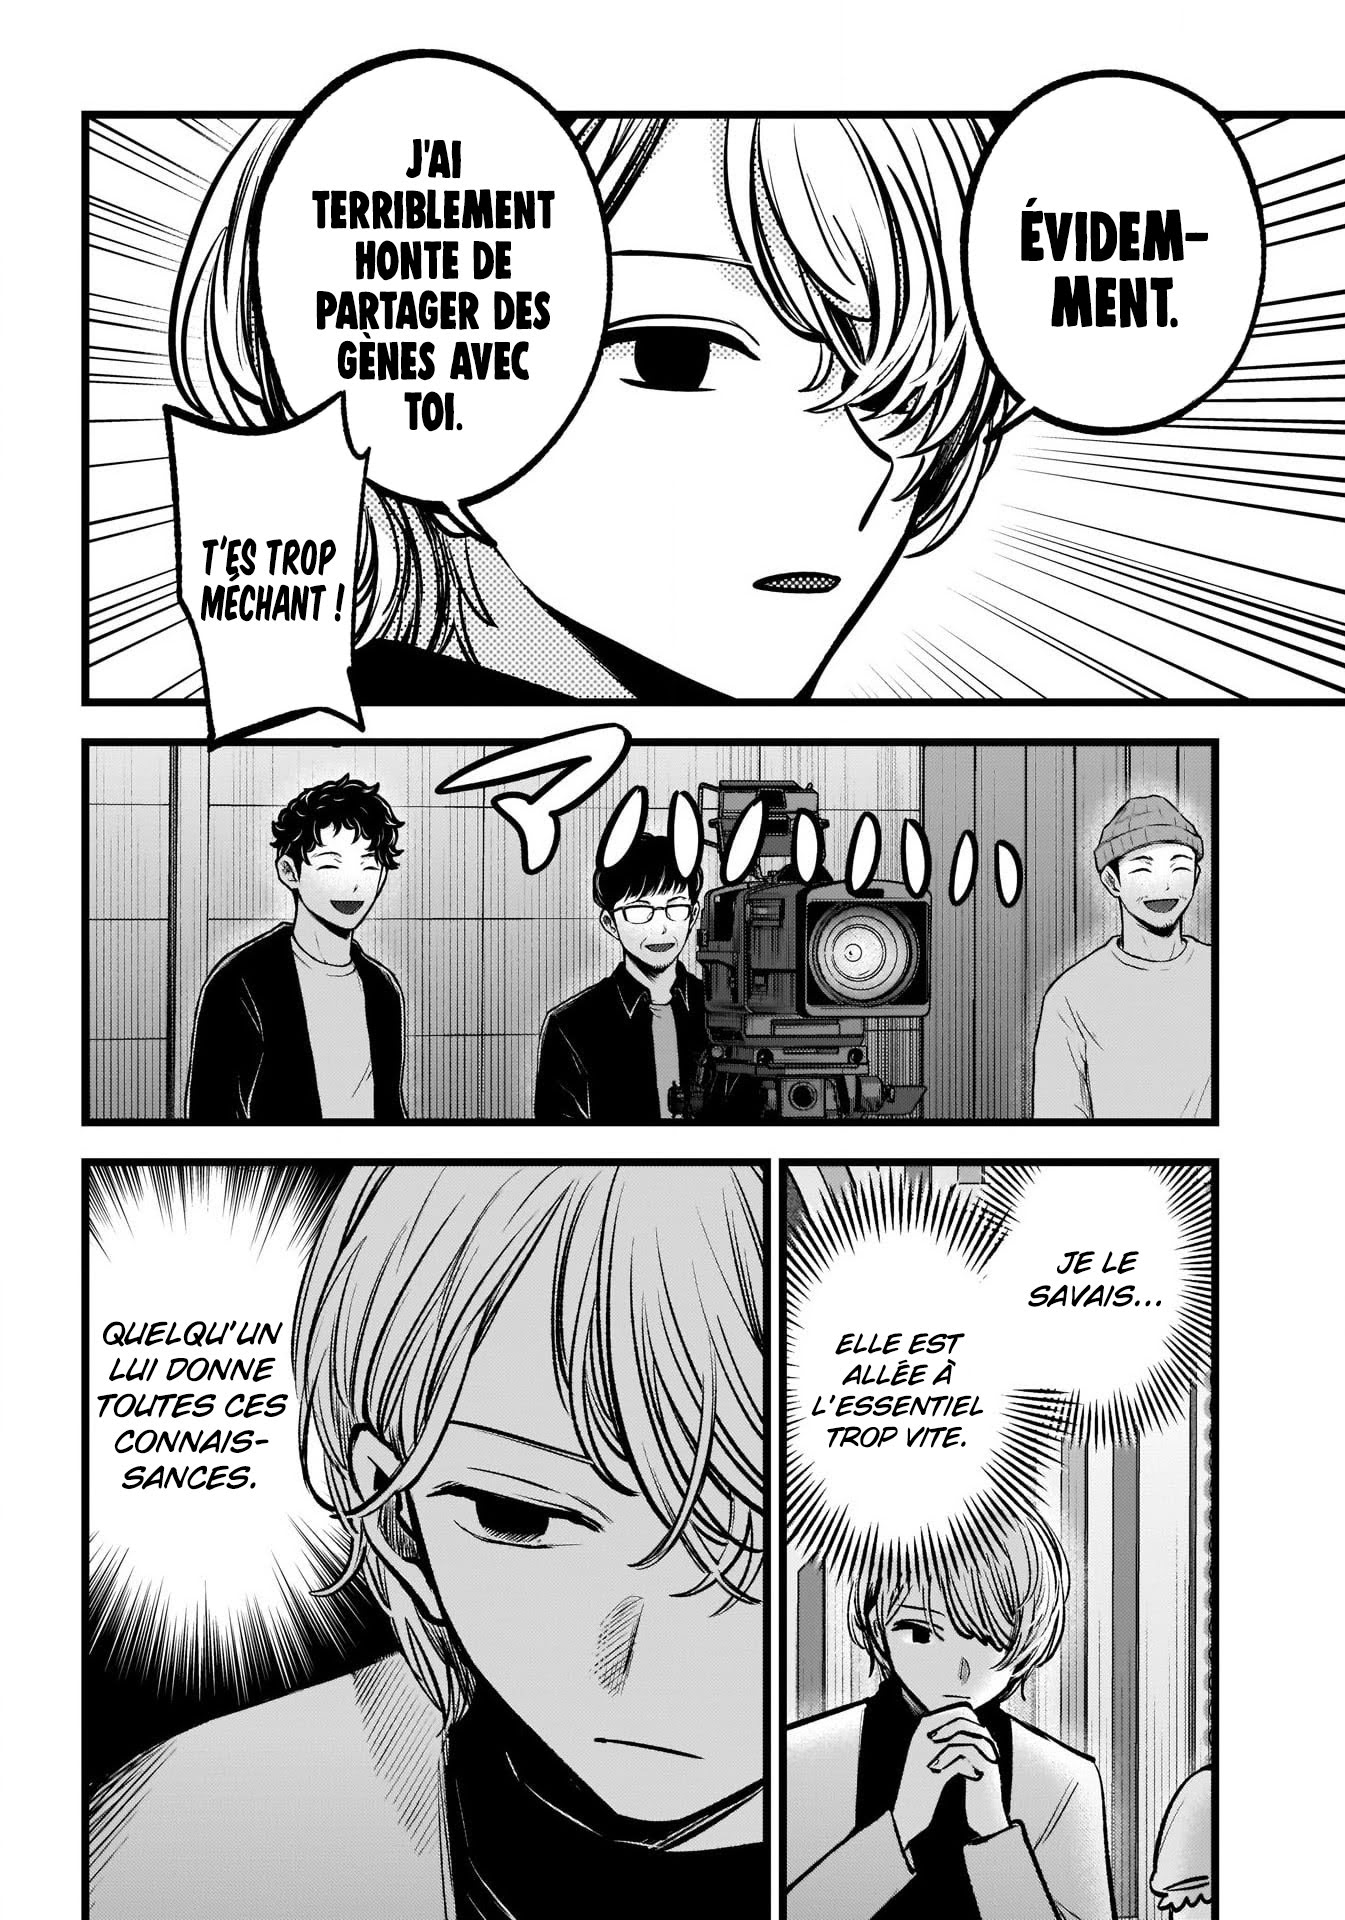 ÉVIDEM-
MENT.
J'AI
TERRIBLEMENT
HONTE DE
PARTAGER DES
GÈNES AVEC
TOI.
T'ES TROP
MÉCHANT !
JE LE
SAVAIS...
ELLE EST
ALLÉE À
L'ESSENTIEL
TROP VITE.
QUELQU'UN
LUI DONNE
TOUTES CES
CONNAIS-
SANCES.